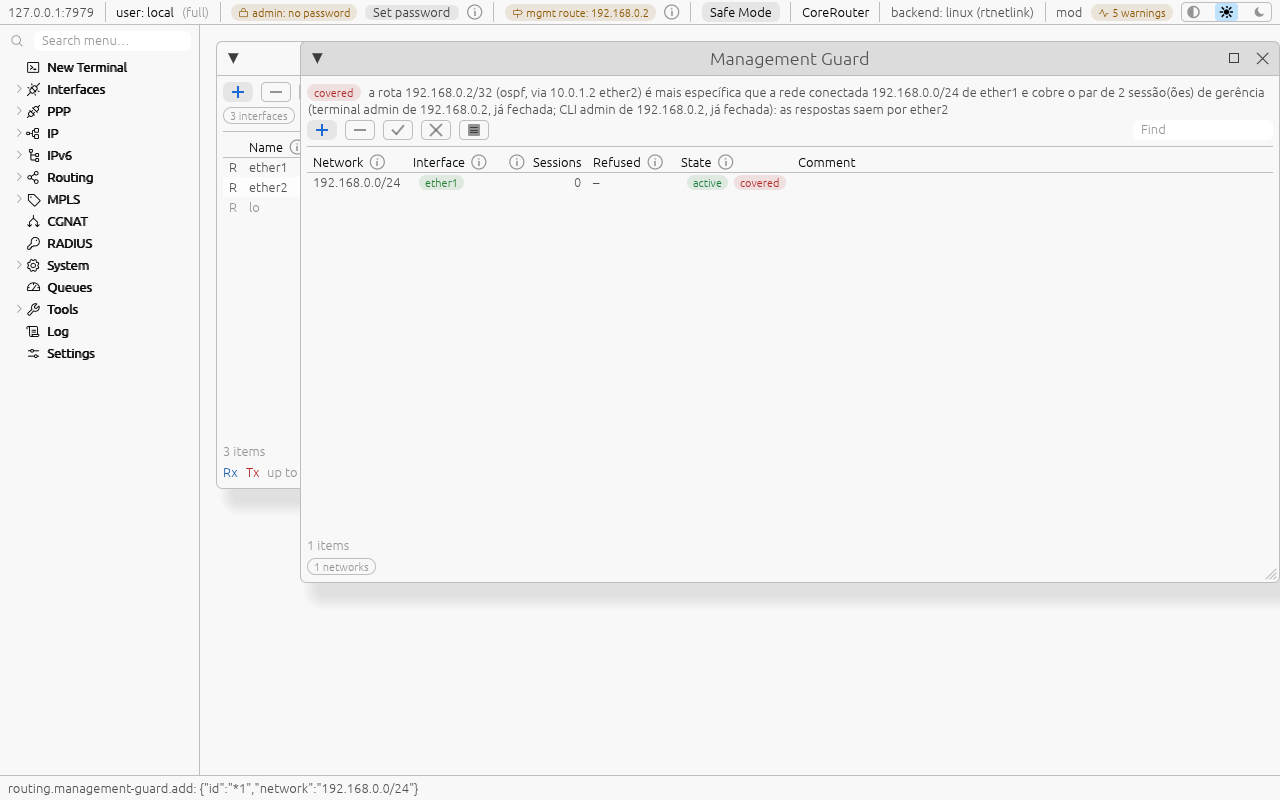 127.0.0.1:7979 user: local (full) admin: no password Set password mgmt route: 192.168.0.2 Safe Mode CoreRouter backend: linux (rtnetlink) mod 5 warnings
Search menu...
New Terminal
Interfaces
PPP
IP
IPv6
Routing
MPLS
CGNAT
RADIUS
System
Queues
Tools
Log
Settings
3 interfaces
Name
R ether1
R ether2
R lo
3 items
Rx Tx up to
Management Guard
covered a rota 192.168.0.2/32 (ospf, via 10.0.1.2 ether2) é mais específica que a rede conectada 192.168.0.0/24 de ether1 e cobre o par de 2 sessão(ões) de gerência
(terminal admin de 192.168.0.2, já fechada; CLI admin de 192.168.0.2, já fechada): as respostas saem por ether2
Find
Network Interface Sessions Refused State Comment
192.168.0.0/24 ether1 0 – active covered
1 items
1 networks
routing.management-guard.add: {"id":"*1","network":"192.168.0.0/24"}